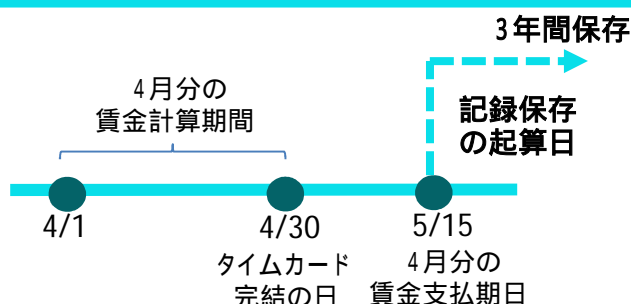 3年間保存
4月分の
賃金計算期間
記録保存
の起算日
4/1
4/30
5/15
タイムカード
完結の日
4月分の
賃金支払期日